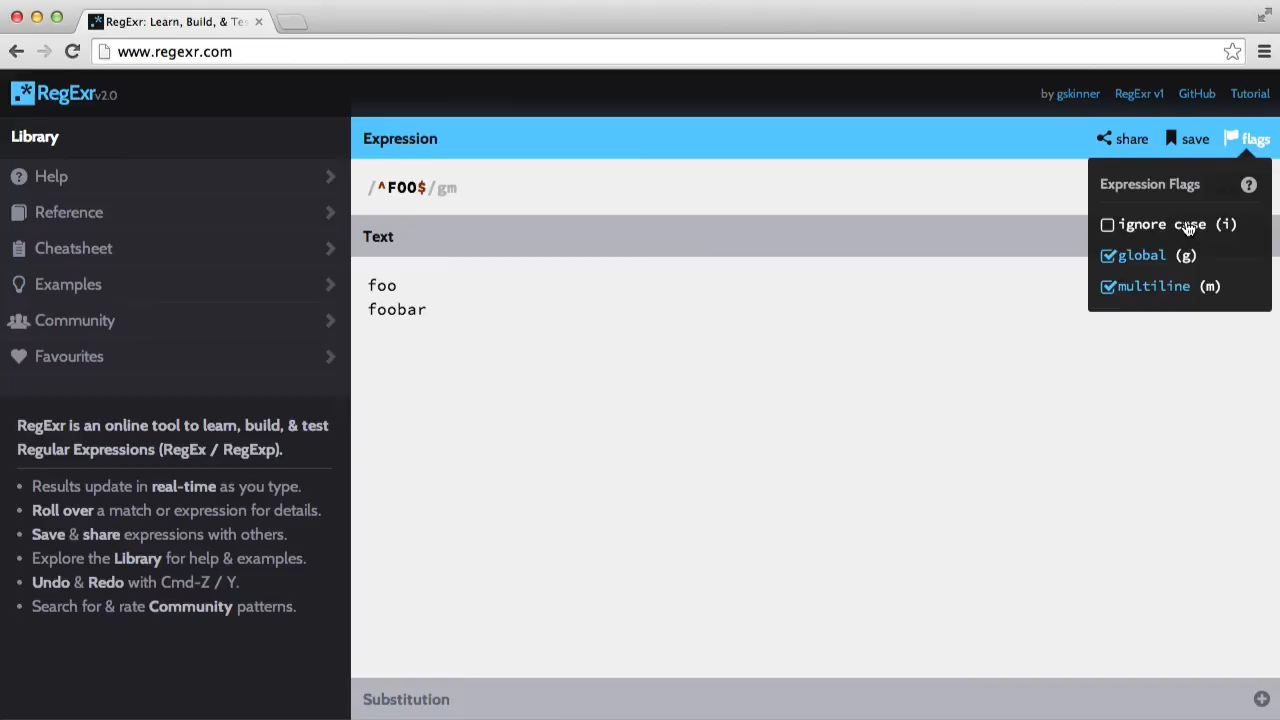 RegExr: Learn, Build, & Tes
www.regexr.com
.* RegExr v2.0
by gskinner RegExr v1 GitHub Tutorial
Library
Expression
share save flags
Help
Reference
Cheatsheet
Examples
Community
Favourites
/^FOO$/gm
Expression Flags ?
ignore case (i)
global (g)
multiline (m)
Text
foo
foobar
RegExr is an online tool to learn, build, & test
Regular Expressions (RegEx / RegExp).
• Results update in real-time as you type.
• Roll over a match or expression for details.
• Save & share expressions with others.
• Explore the Library for help & examples.
• Undo & Redo with Cmd-Z / Y.
• Search for & rate Community patterns.
Substitution